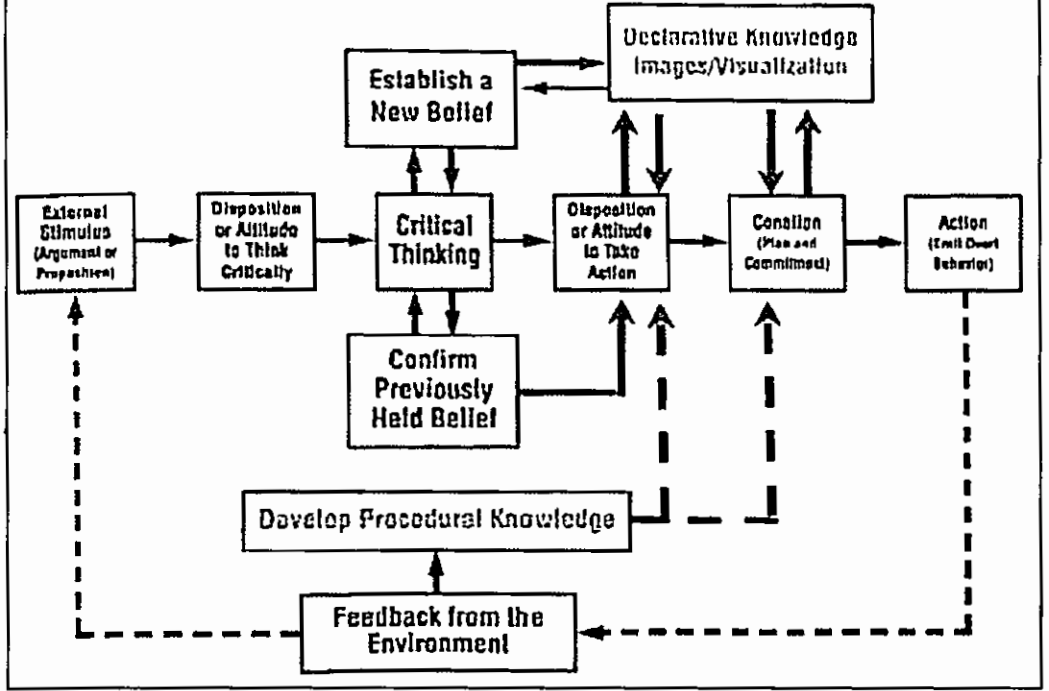 Declarative Knowledge
Images/Visualization
Establish a
New Belief
External
Stimulus
(Argument or
Proposition)
Disposition
or Attitude
to Think
Critically
Critical
Thinking
Disposition
or Attitude
to Take
Action
Conation
(Plan and
Commitment)
Action
(Emit Overt
Behavior)
Confirm
Previously
Held Belief
Develop Procedural Knowledge
Feedback from the
Environment